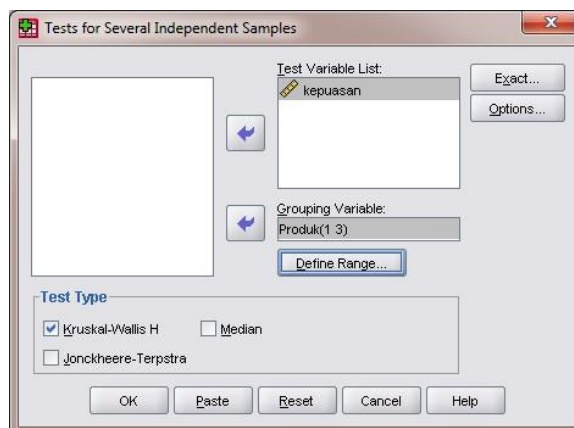 Tests for Several Independent Samples
Test Variable List:
kepuasan
Exact...
Options...
Grouping Variable:
Produk(1 3)
Define Range...
Test Type
Kruskal-Wallis H
Median
Jonckheere-Terpstra
OK
Paste
Reset
Cancel
Help